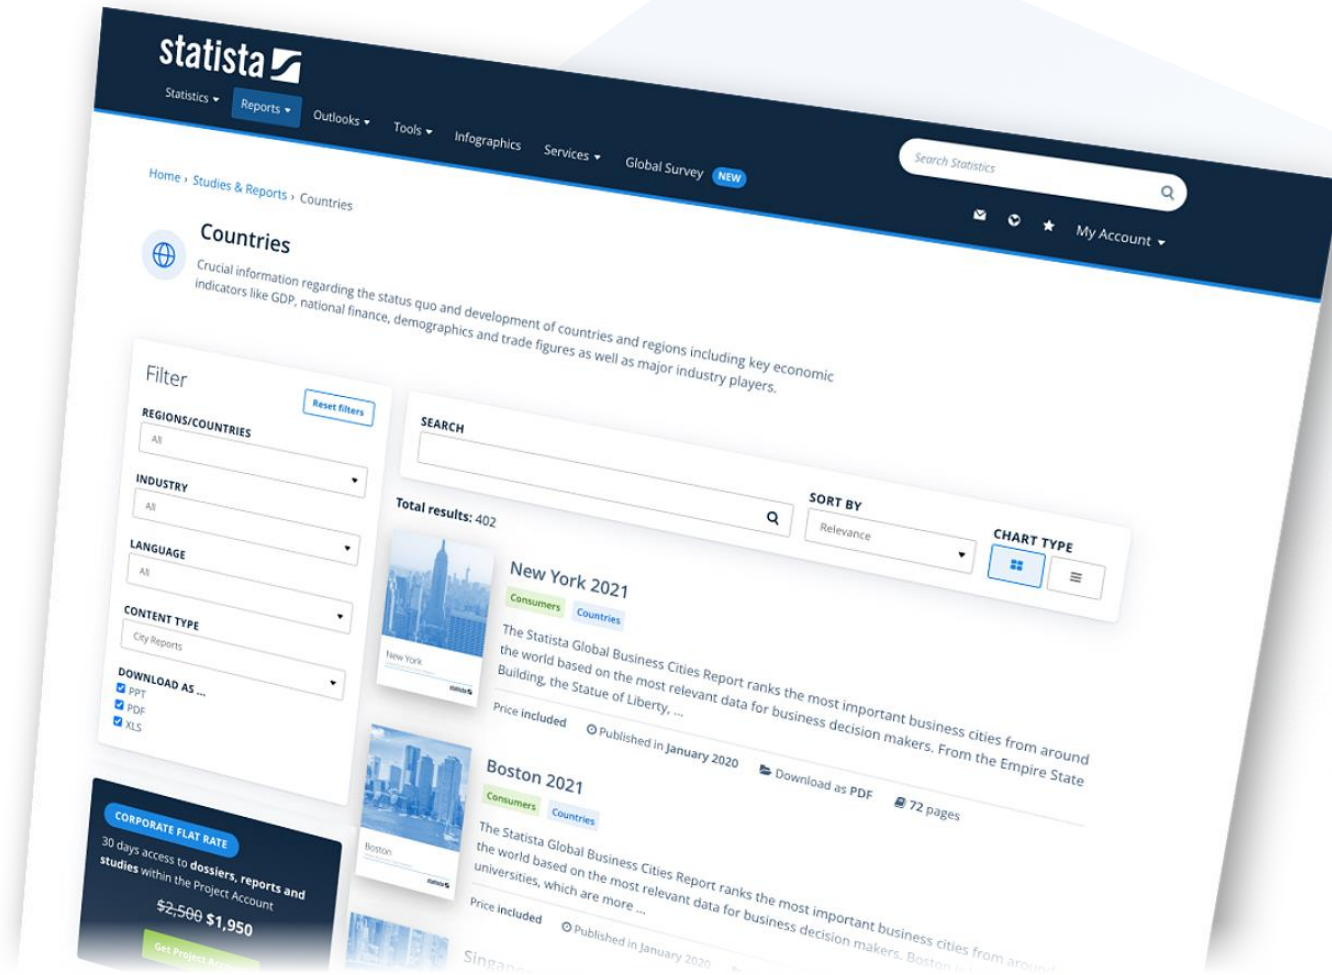 statista
Statistics
Reports
Outlooks
Tools
Infographics
Services
Global Survey NEW
Search Statistics
My Account
Home › Studies & Reports › Countries
Countries
Crucial information regarding the status quo and development of countries and regions including key economic
indicators like GDP, national finance, demographics and trade figures as well as major industry players.
Filter
Reset filters
REGIONS/COUNTRIES
All
INDUSTRY
All
LANGUAGE
All
CONTENT TYPE
City Reports
DOWNLOAD AS ...
PPT
PDF
XLS
CORPORATE FLAT RATE
30 days access to dossiers, reports and
studies within the Project Account
$2,500 $1,950
Get Project
SEARCH
SORT BY
Relevance
CHART TYPE
Total results: 402
New York
statista
New York 2021
Consumers Countries
The Statista Global Business Cities Report ranks the most important business cities from around
the world based on the most relevant data for business decision makers. From the Empire State
Building, the Statue of Liberty, ...
Price included Published in January 2020 Download as PDF 72 pages
Boston
statista
Boston 2021
Consumers Countries
The Statista Global Business Cities Report ranks the most important business cities from around
the world based on the most relevant data for business decision makers. Boston
universities, which are more ...
Price included Published in January 2020